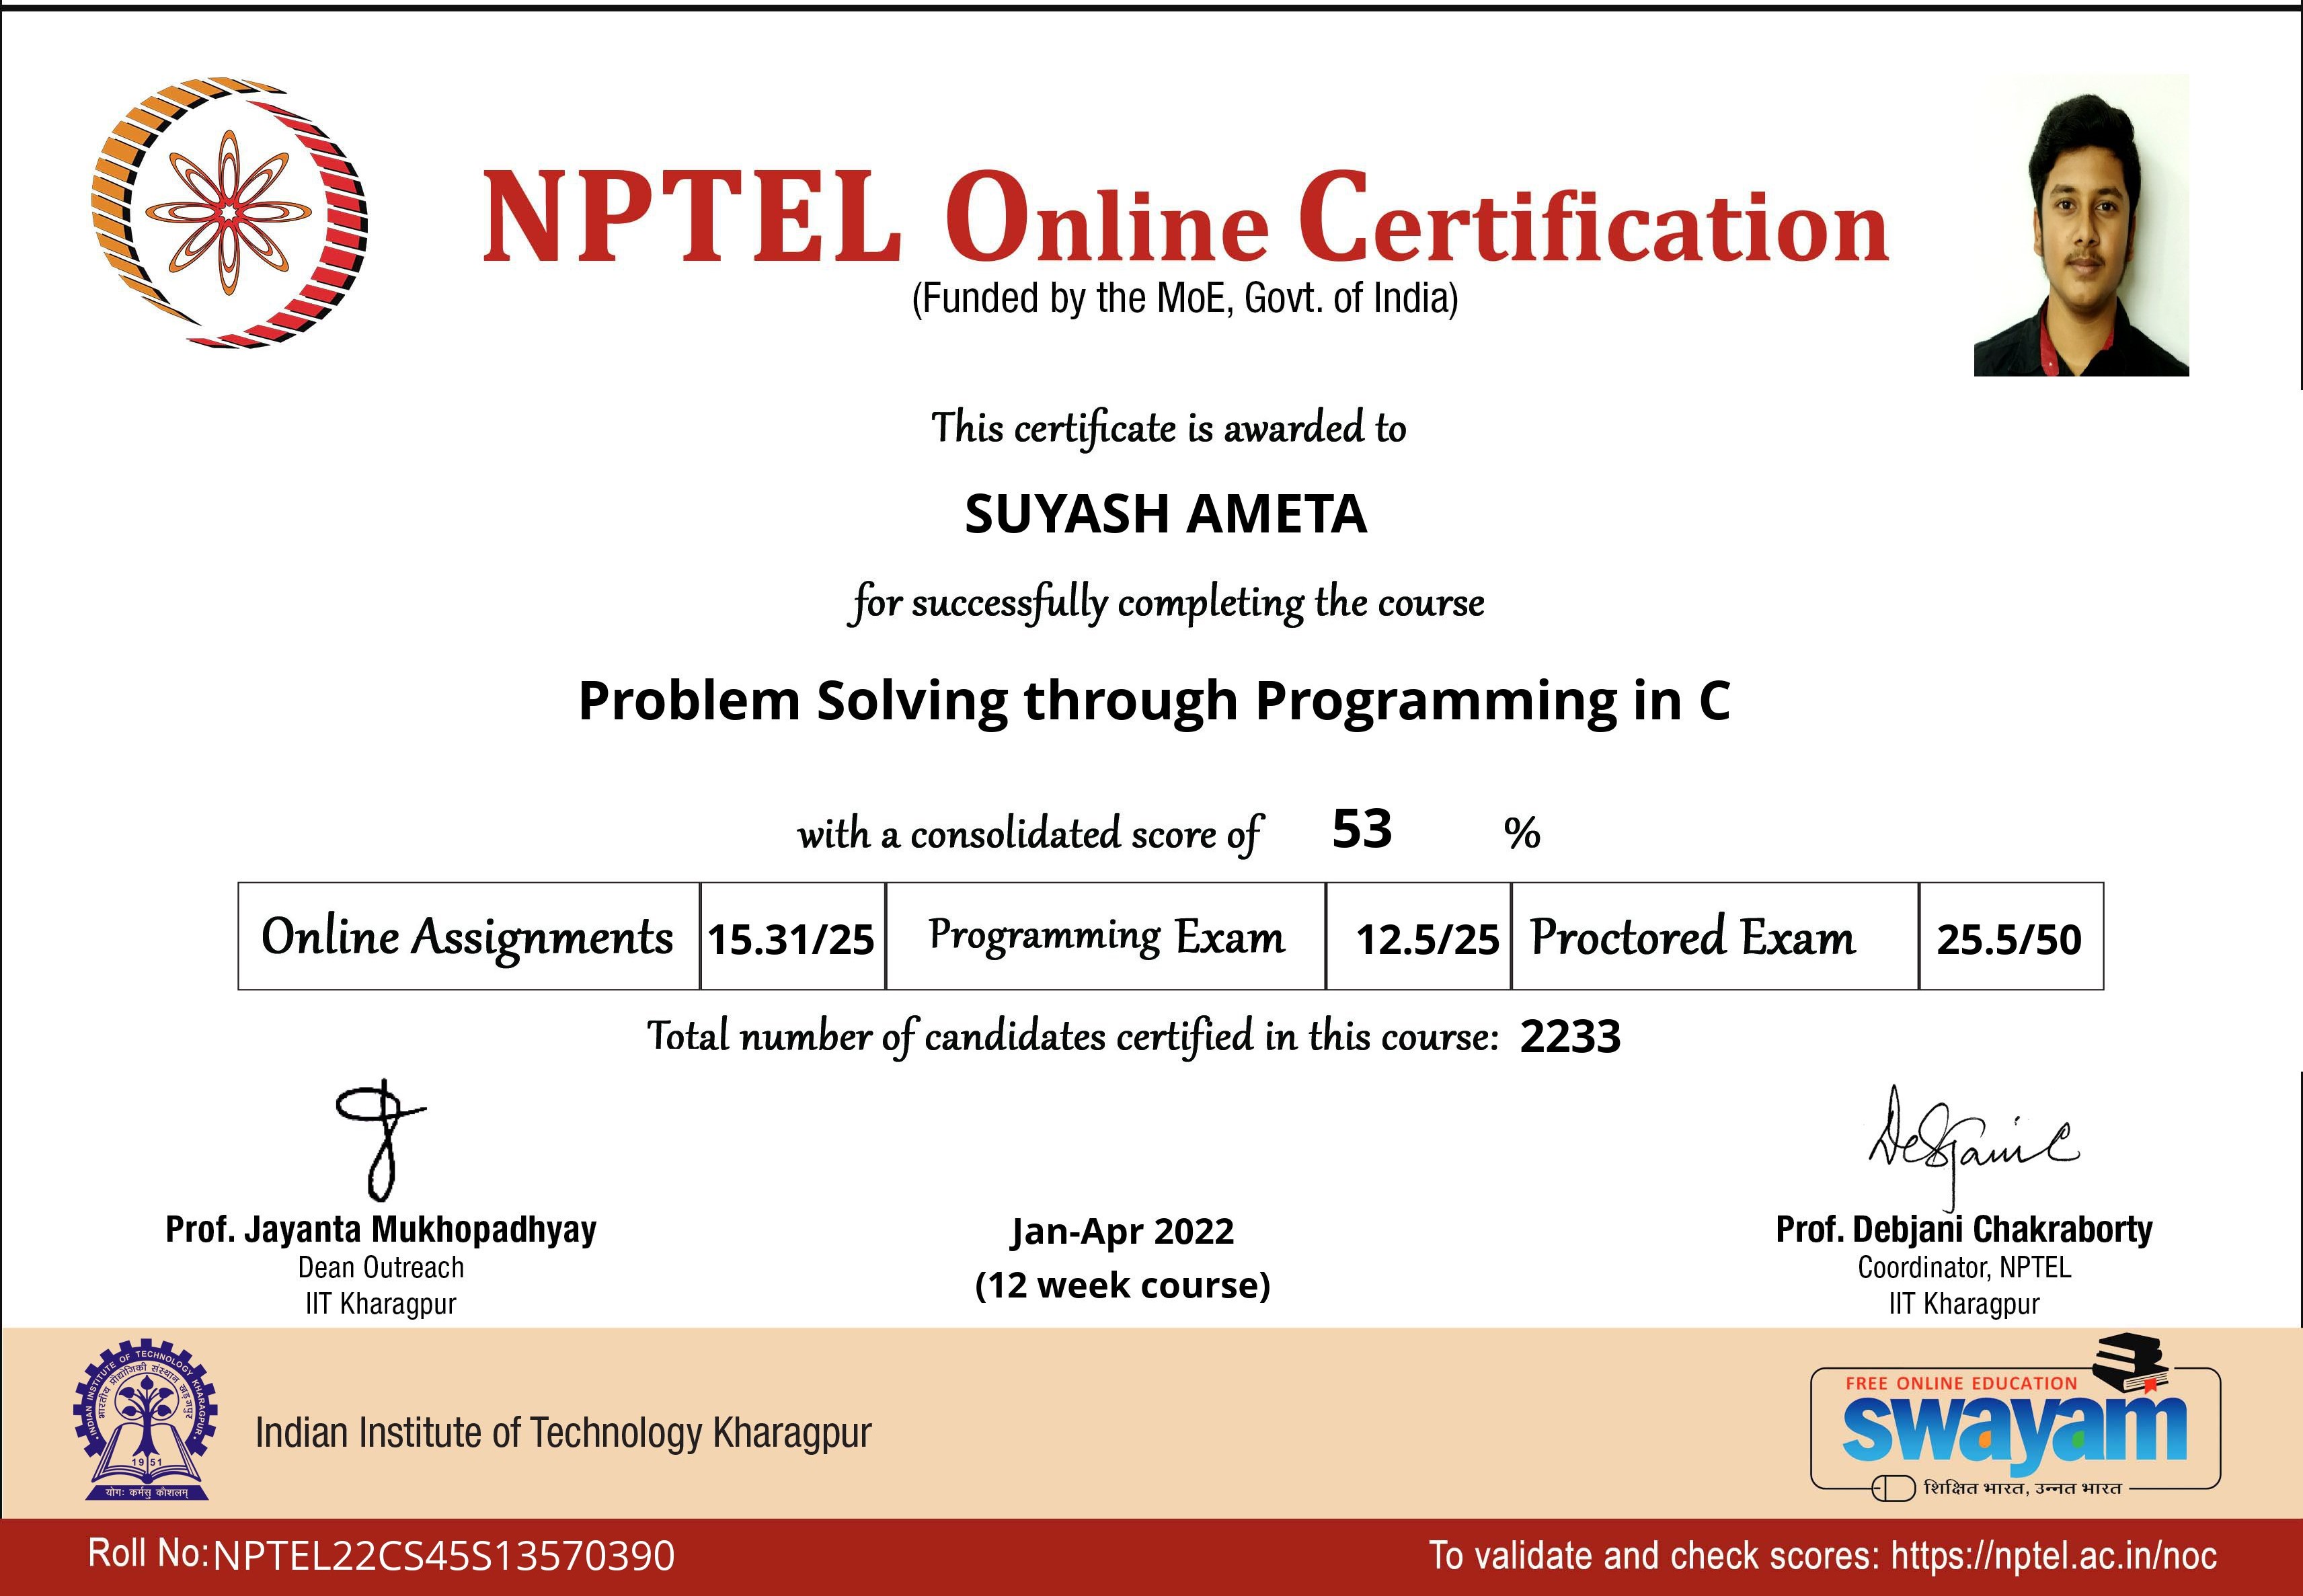 NPTEL Online Certification
(Funded by the MoE, Govt. of India)
This certificate is awarded to
SUYASH AMETA
for successfully completing the course
Problem Solving through Programming in C
with a consolidated score of 53 %
Online Assignments 15.31/25 Programming Exam 12.5/25 Proctored Exam 25.5/50
Total number of candidates certified in this course: 2233
Prof. Jayanta Mukhopadhyay
Dean Outreach
IIT Kharagpur
Jan-Apr 2022
(12 week course)
Prof. Debjani Chakraborty
Coordinator, NPTEL
IIT Kharagpur
INDIAN INSTITUTE OF TECHNOLOGY KHARAGPUR
भारतीय प्रौद्योगिकी संस्थान खड़गपुर
1951
योगः कर्मसु कौशलम्
Indian Institute of Technology Kharagpur
FREE ONLINE EDUCATION
swayam
शिक्षित भारत, उन्नत भारत
Roll No:NPTEL22CS45S13570390
To validate and check scores: https://nptel.ac.in/noc